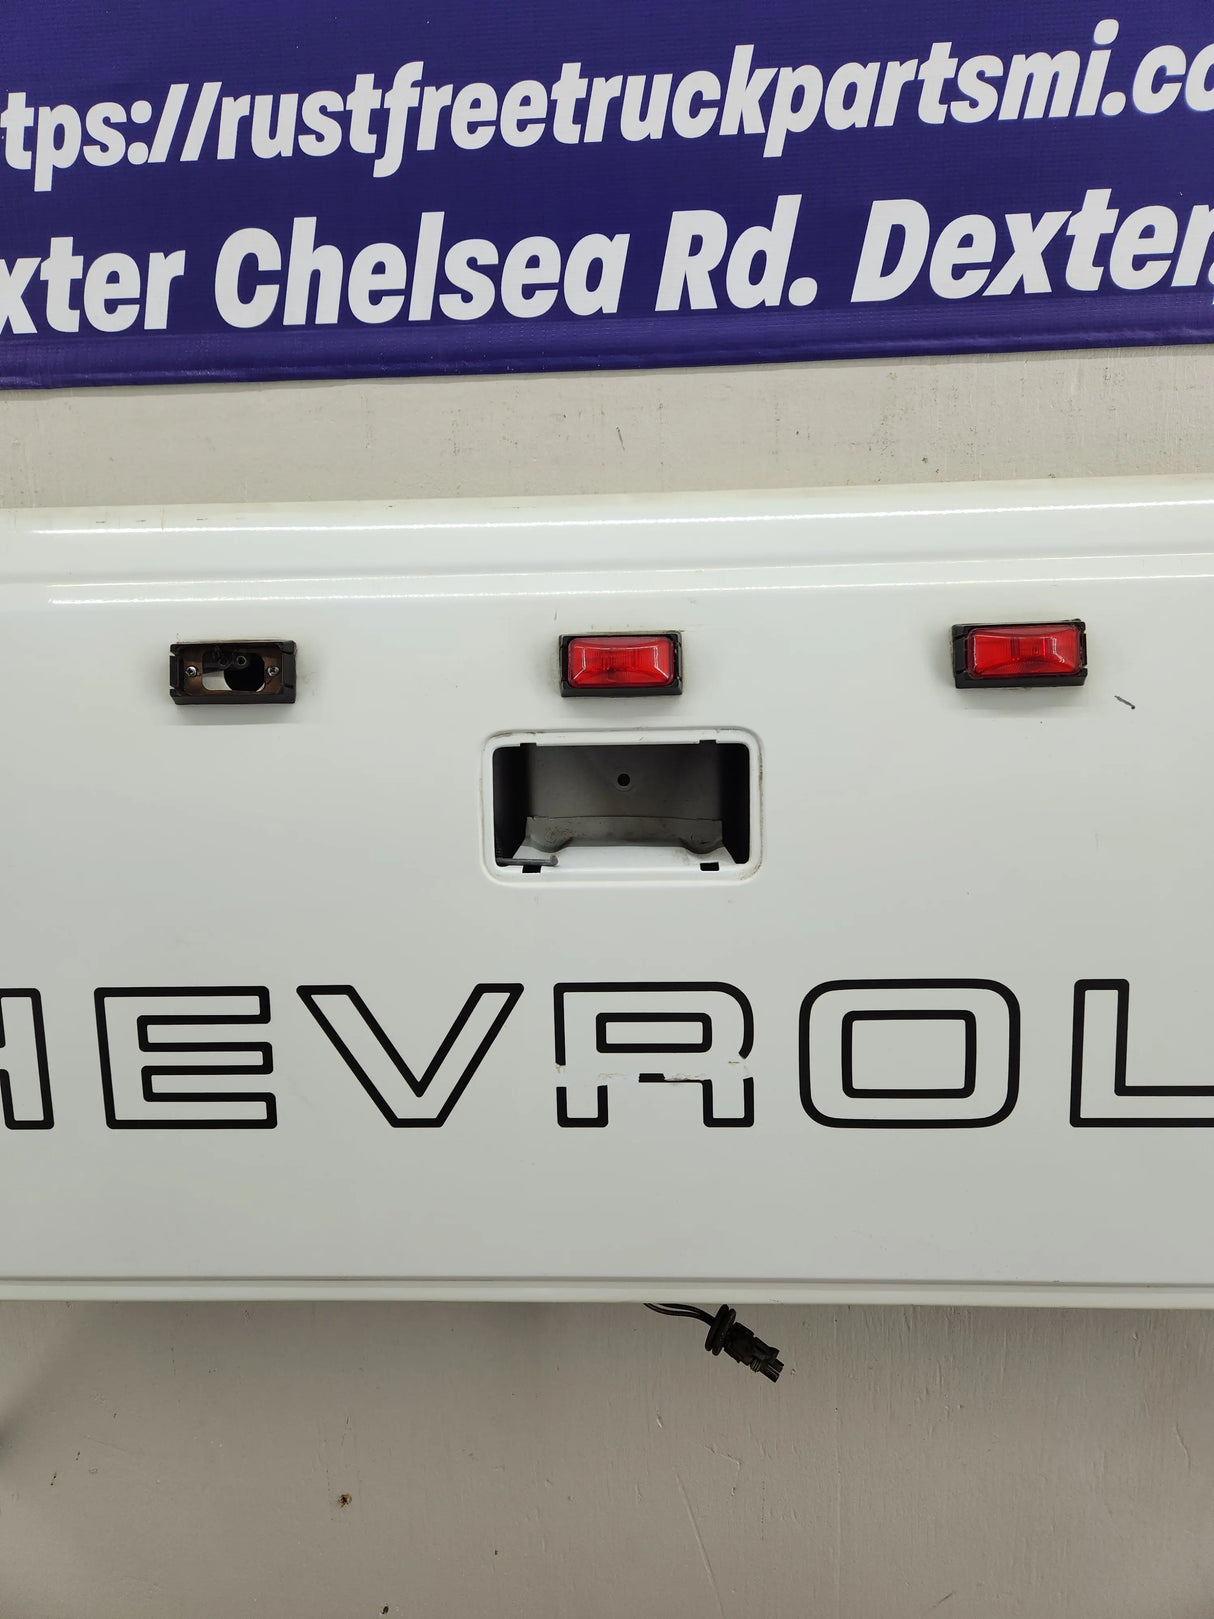 tps://rustfreetruckpartsmi.co
xter Chelsea Rd. Dexter,
HEVROL